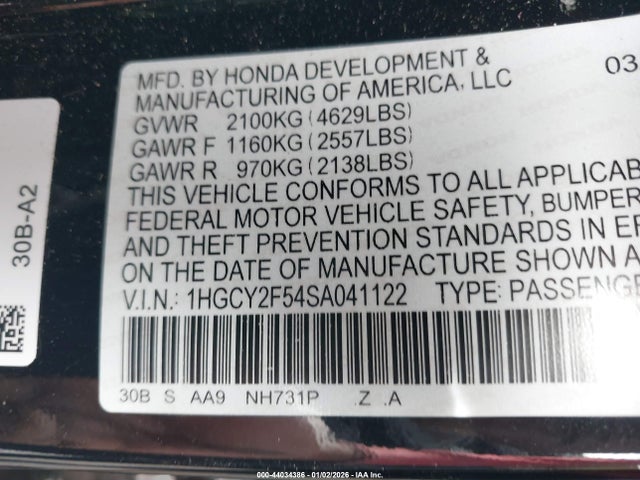 MFD. BY HONDA DEVELOPMENT & 03
MANUFACTURING OF AMERICA, LLC
GVWR 2100KG (4629LBS)
GAWR F 1160KG (2557LBS)
GAWR R 970KG (2138LBS)
THIS VEHICLE CONFORMS TO ALL APPLICAB
FEDERAL MOTOR VEHICLE SAFETY, BUMPER
AND THEFT PREVENTION STANDARDS IN EF
ON THE DATE OF MANUFACTURE SHOWN A
V.I.N.: 1HGCY2F54SA041122 TYPE: PASSENGE
30B S AA9 NH731P .Z .A
30B-A2
000-44034386 - 01/02/2026 - IAA Inc.